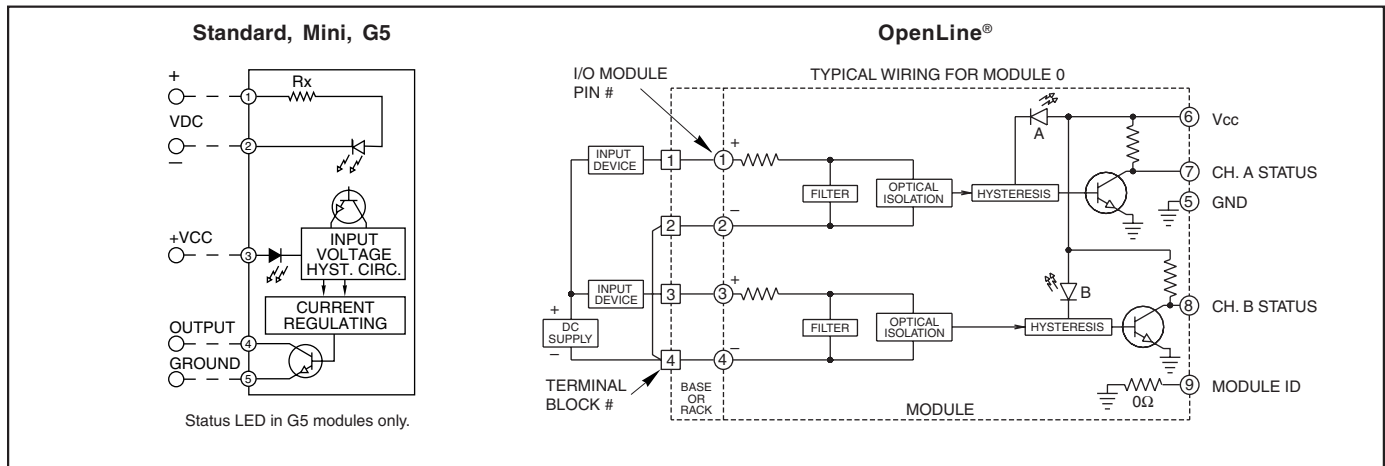 Standard, Mini, G5
+
Rx
1
VDC
2
–
+VCC
3
INPUT
VOLTAGE
HYST. CIRC.
CURRENT
REGULATING
OUTPUT
4
GROUND
5
Status LED in G5 modules only.
OpenLine®
I/O MODULE
PIN #
TYPICAL WIRING FOR MODULE 0
A
6 Vcc
INPUT
DEVICE
1
1
+
FILTER
OPTICAL
ISOLATION
HYSTERESIS
7 CH. A STATUS
5 GND
2
2
–
INPUT
DEVICE
3
3
+
B
8 CH. B STATUS
+
DC
SUPPLY
–
FILTER
OPTICAL
ISOLATION
HYSTERESIS
4
4
–
TERMINAL
BLOCK #
BASE
OR
RACK
MODULE
0Ω
9 MODULE ID